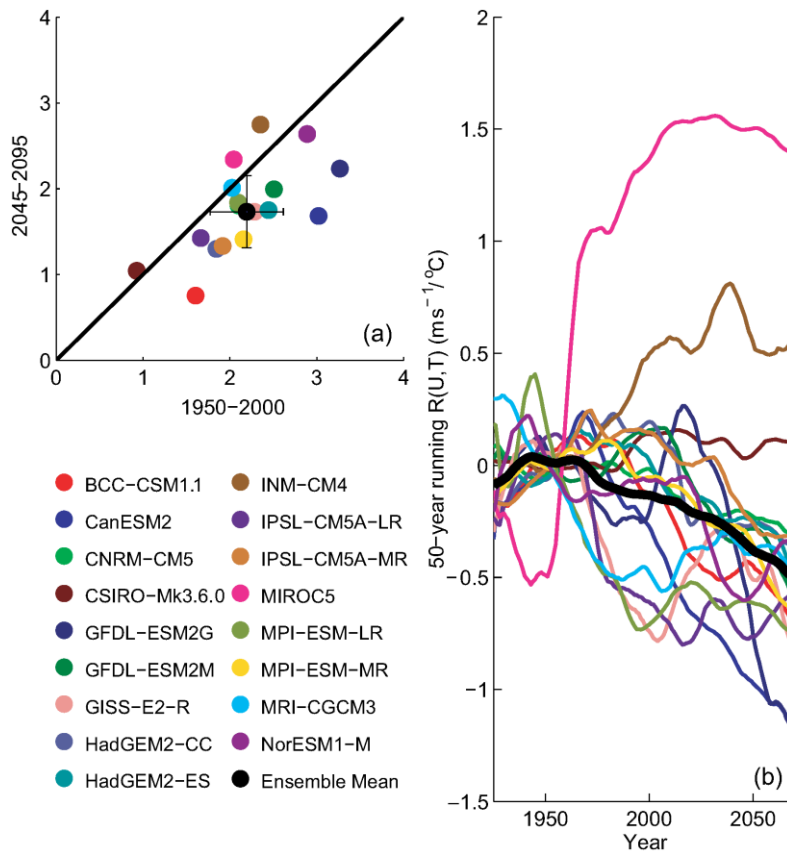 4
3
2
1
0
0
1
2
3
4
2045−2095
1950−2000
(a)
BCC−CSM1.1
CanESM2
CNRM−CM5
CSIRO−Mk3.6.0
GFDL−ESM2G
GFDL−ESM2M
GISS−E2−R
HadGEM2−CC
HadGEM2−ES
INM−CM4
IPSL−CM5A−LR
IPSL−CM5A−MR
MIROC5
MPI−ESM−LR
MPI−ESM−MR
MRI−CGCM3
NorESM1−M
Ensemble Mean
2
1.5
1
0.5
0
−0.5
−1
−1.5
50−year running R(U,T) (ms⁻¹/°C)
1950
2000
2050
Year
(b)